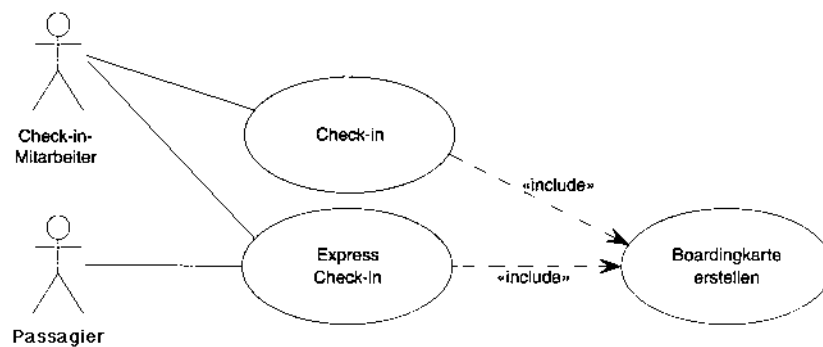 Check-in-
Mitarbeiter
Check-in
«include»
Express
Check-In
«include»
Boardingkarte
erstellen
Passagier